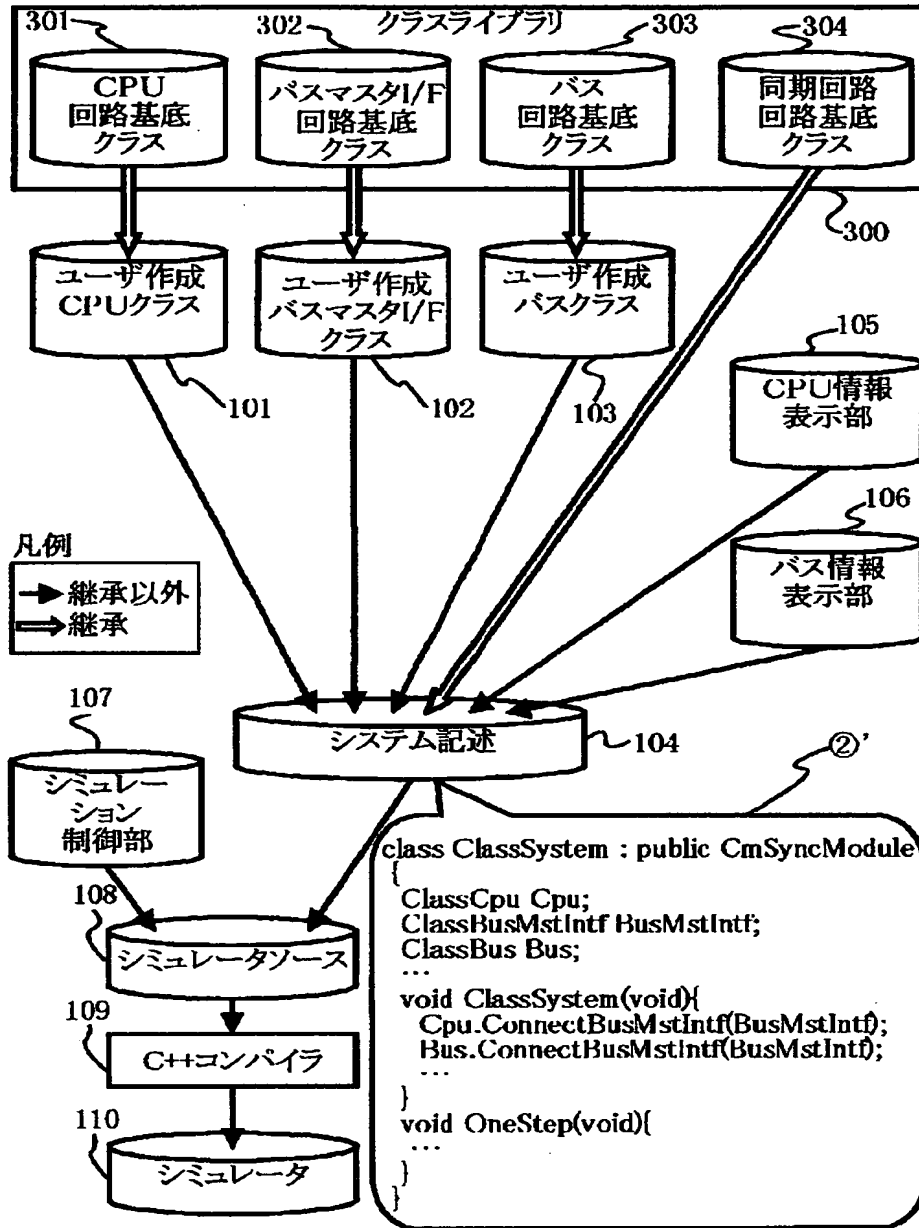 301
302
クラスライブラリ
303
304
CPU
回路基底
クラス
バスマスタI/F
回路基底
クラス
バス
回路基底
クラス
同期回路
回路基底
クラス
300
ユーザ作成
CPUクラス
ユーザ作成
バスマスタI/F
クラス
ユーザ作成
バスクラス
101
102
103
105
CPU情報
表示部
106
バス情報
表示部
凡例
継承以外
継承
システム記述
104
②'
107
シミュレー
ション
制御部
108
シミュレータソース
109
C++コンパイラ
110
シミュレータ
class ClassSystem : public CmSyncModule
{
ClassCpu Cpu;
ClassBusMstIntf BusMstIntf;
ClassBus Bus;
...
void ClassSystem(void){
Cpu.ConnectBusMstIntf(BusMstIntf);
Bus.ConnectBusMstIntf(BusMstIntf);
...
}
void OneStep(void){
...
}
}